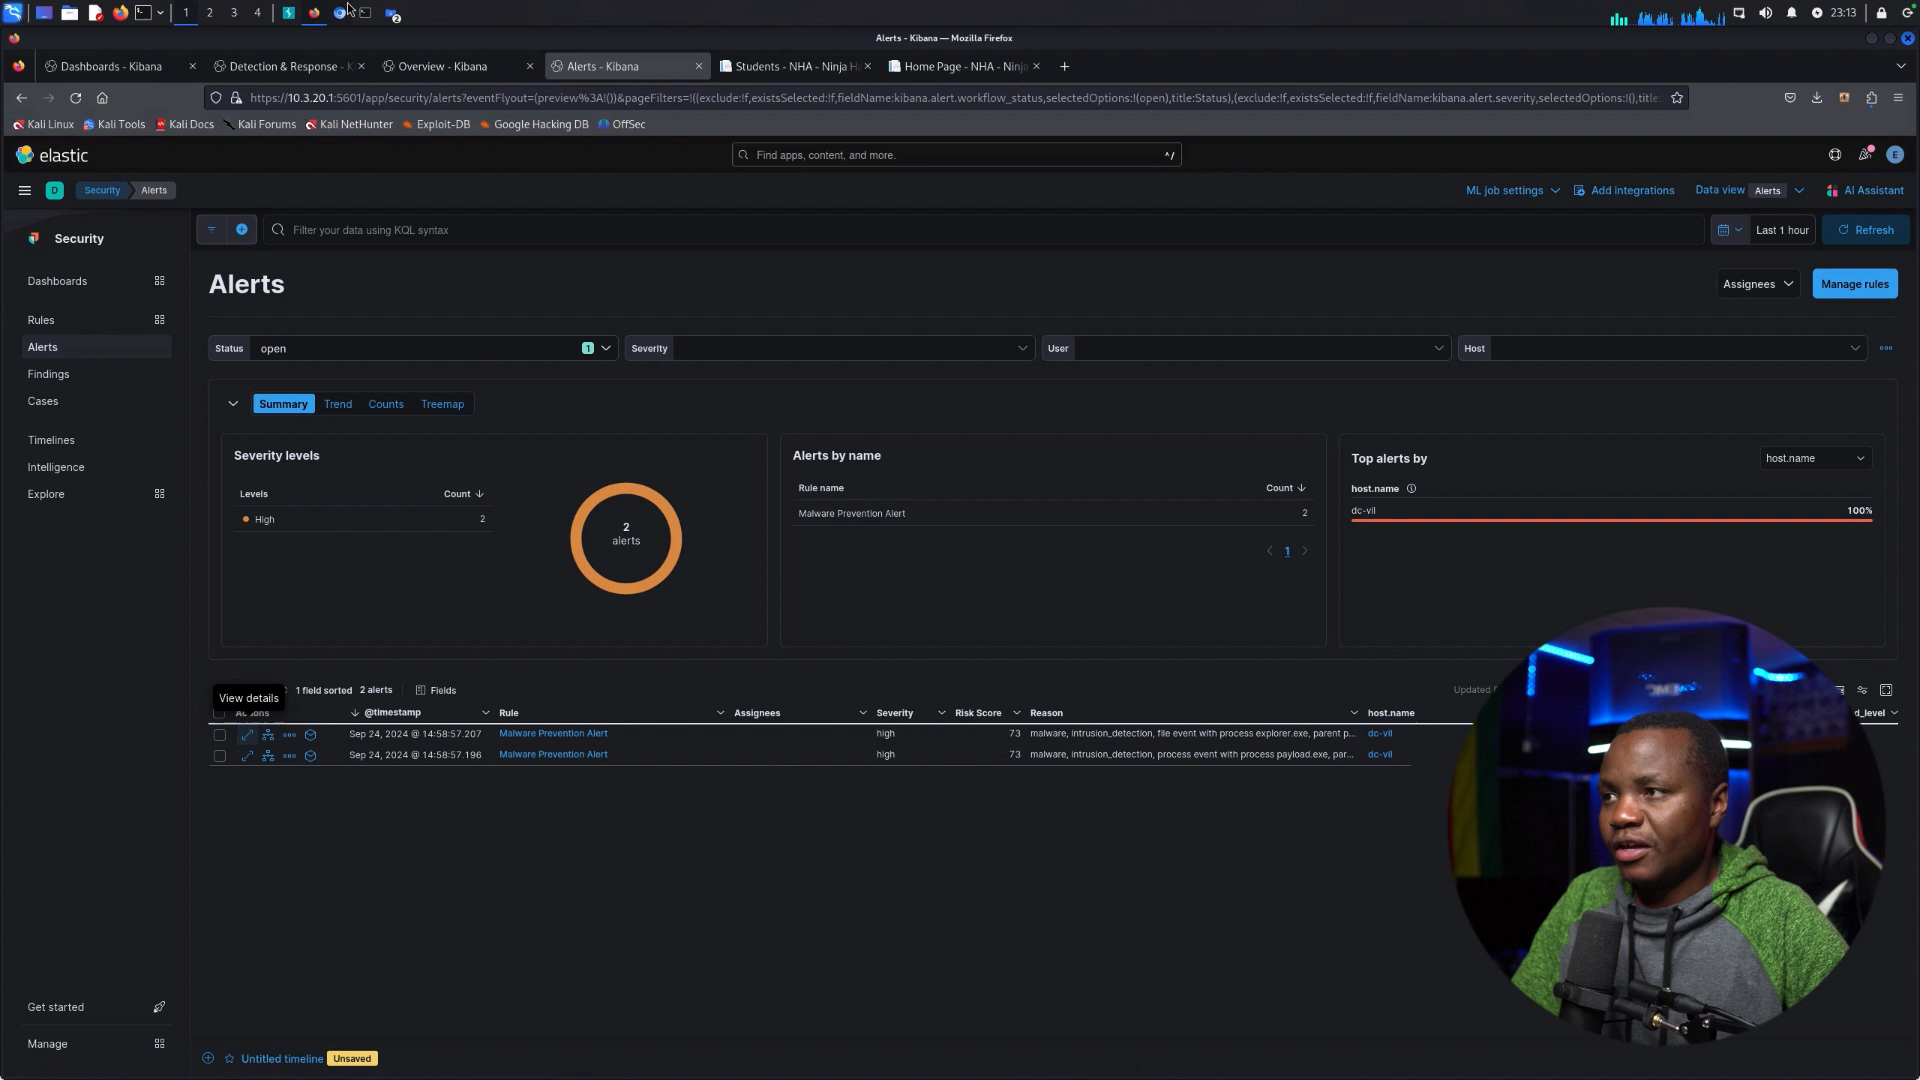 1 2 3 4 2 23:13
Alerts - Kibana — Mozilla Firefox
Dashboards - Kibana Detection & Response - K Overview - Kibana Alerts - Kibana Students - NHA - Ninja H Home Page - NHA - Ninja
https://10.3.20.1:5601/app/security/alerts?eventFlyout=(preview%3A!())&pageFilters=!((exclude:!f,existsSelected:!f,fieldName:kibana.alert.workflow_status,selectedOptions:!(open),title:Status),(exclude:!f,existsSelected:!f,fieldName:kibana.alert.severity,selectedOptions:!(),title:
Kali Linux Kali Tools Kali Docs Kali Forums Kali NetHunter Exploit-DB Google Hacking DB OffSec
elastic Find apps, content, and more. ^/ E
D Security Alerts ML job settings Add integrations Data view Alerts AI Assistant
Security Filter your data using KQL syntax Last 1 hour Refresh
Dashboards
Rules
Alerts
Findings
Cases
Timelines
Intelligence
Explore
Get started
Manage
Alerts Assignees Manage rules
Status open 1 Severity User Host
Summary Trend Counts Treemap
Severity levels
Levels Count
High 2
2
alerts
Alerts by name
Rule name Count
Malware Prevention Alert 2
1
Top alerts by host.name
host.name
dc-vil 100%
View details 1 field sorted 2 alerts Fields Updated
Actions @timestamp Rule Assignees Severity Risk Score Reason host.name d_level
Sep 24, 2024 @ 14:58:57.207 Malware Prevention Alert high 73 malware, intrusion_detection, file event with process explorer.exe, parent p... dc-vil
Sep 24, 2024 @ 14:58:57.196 Malware Prevention Alert high 73 malware, intrusion_detection, process event with process payload.exe, par... dc-vil
Untitled timeline Unsaved